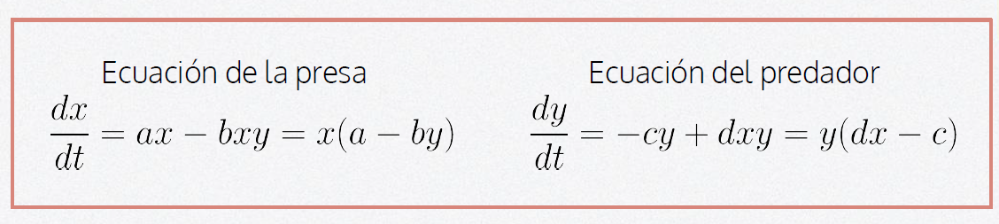 Ecuación de la presa
dx/dt = ax − bxy = x(a − by)
Ecuación del predador
dy/dt = −cy + dxy = y(dx − c)